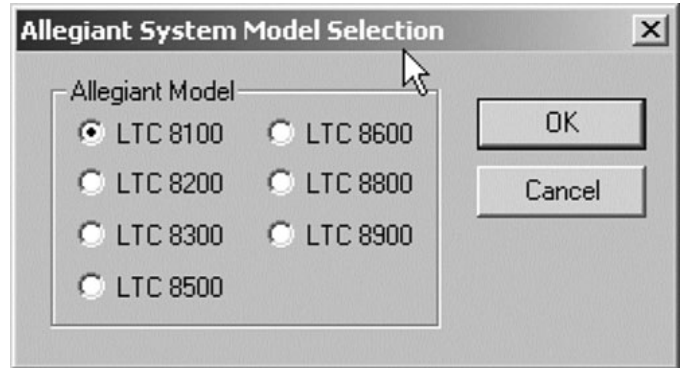 Allegiant System Model Selection
Allegiant Model
LTC 8100
LTC 8600
LTC 8200
LTC 8800
LTC 8300
LTC 8900
LTC 8500
OK
Cancel